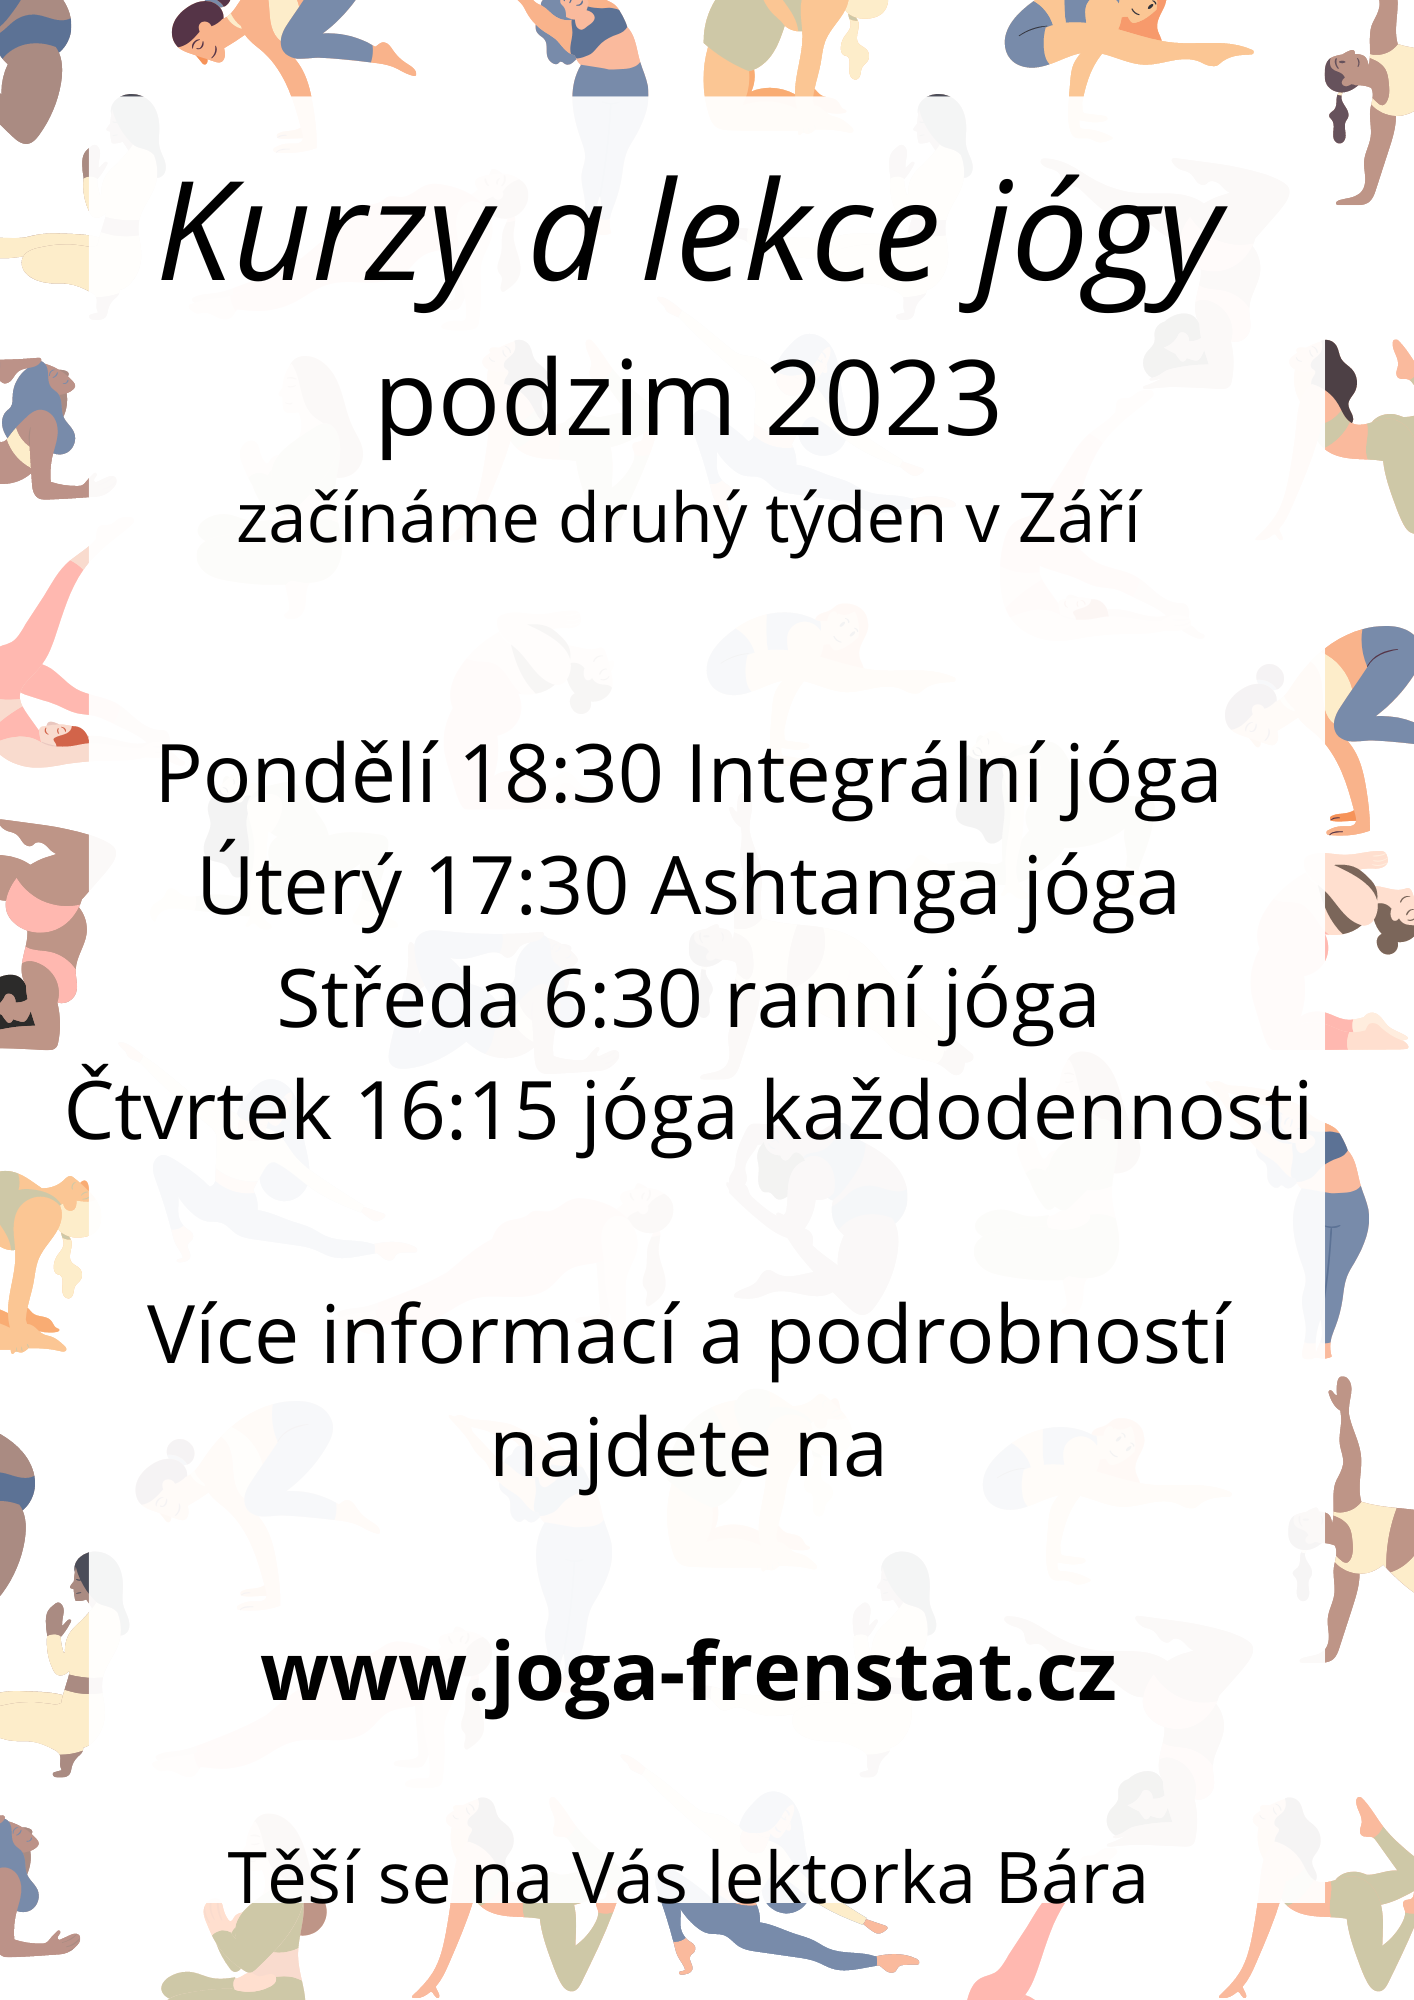 Kurzy a lekce jógy
podzim 2023
začínáme druhý týden v Září
Pondělí 18:30 Integrální jóga
Úterý 17:30 Ashtanga jóga
Středa 6:30 ranní jóga
Čtvrtek 16:15 jóga každodennosti
Více informací a podrobností
najdete na
www.joga-frenstat.cz
Těší se na Vás lektorka Bára